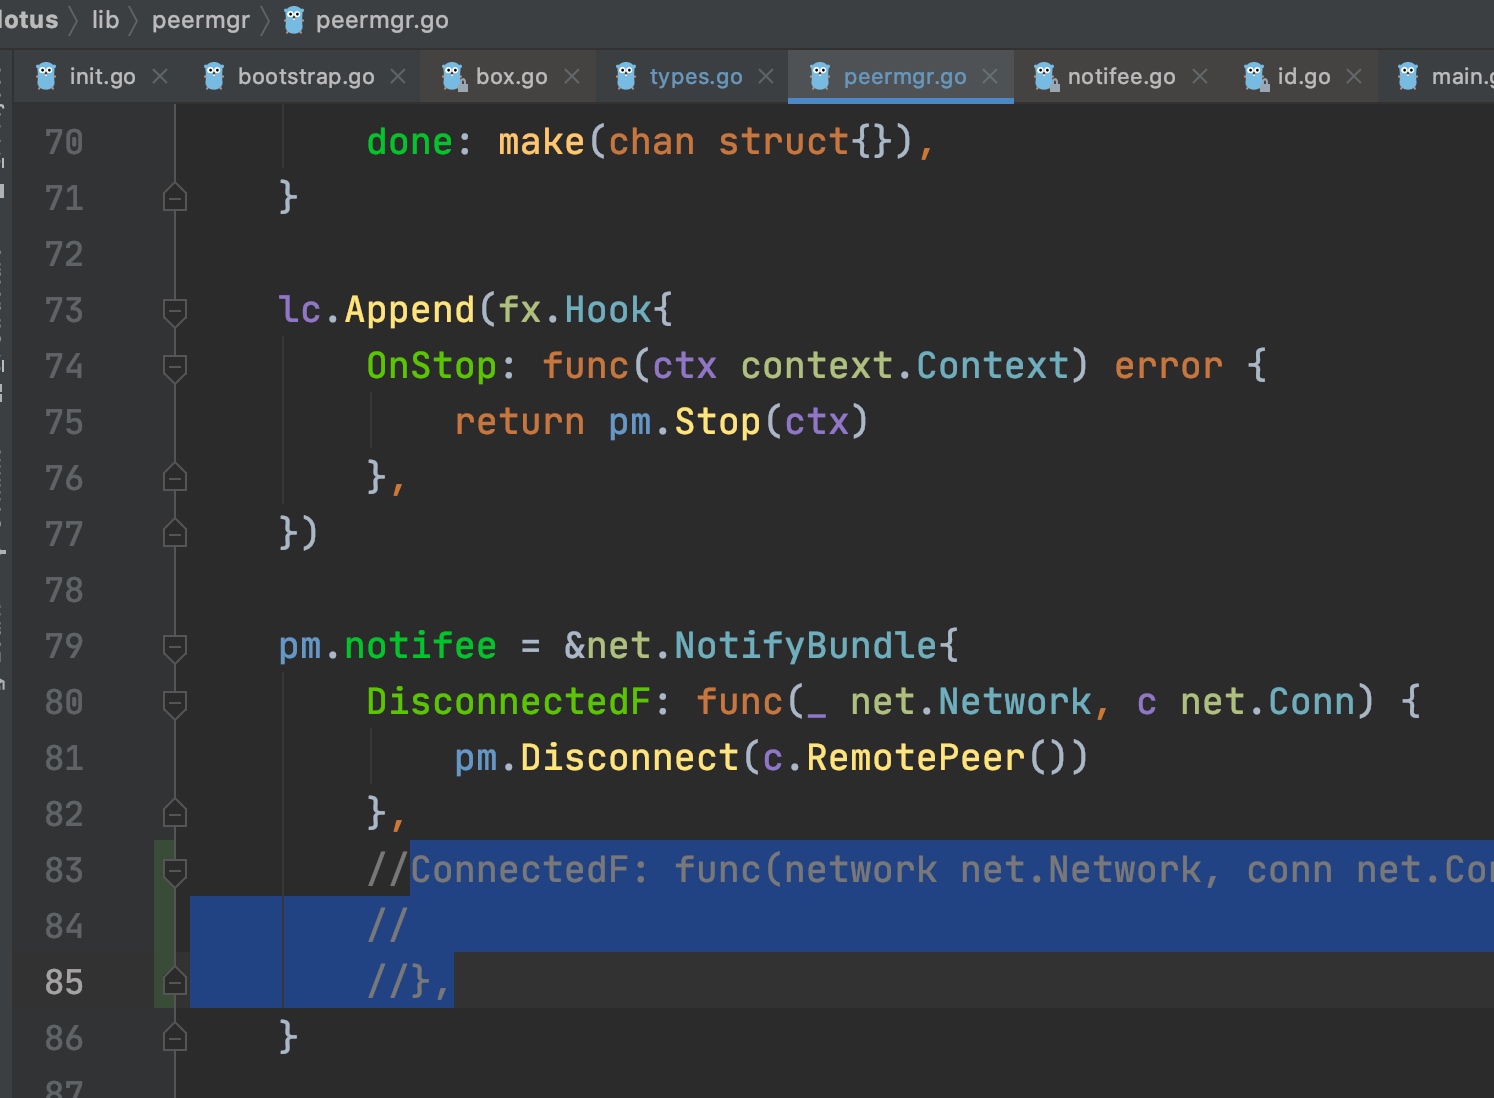 lotus lib peermgr peermgr.go
init.go bootstrap.go box.go types.go peermgr.go notifee.go id.go
70 done: make(chan struct{}),
71 }
72
73 lc.Append(fx.Hook{
74 OnStop: func(ctx context.Context) error {
75 return pm.Stop(ctx)
76 },
77 })
78
79 pm.notifee = &net.NotifyBundle{
80 DisconnectedF: func(_ net.Network, c net.Conn) {
81 pm.Disconnect(c.RemotePeer())
82 },
83 //ConnectedF: func(network net.Network, conn net.Con
84 //
85 //},
86 }
87